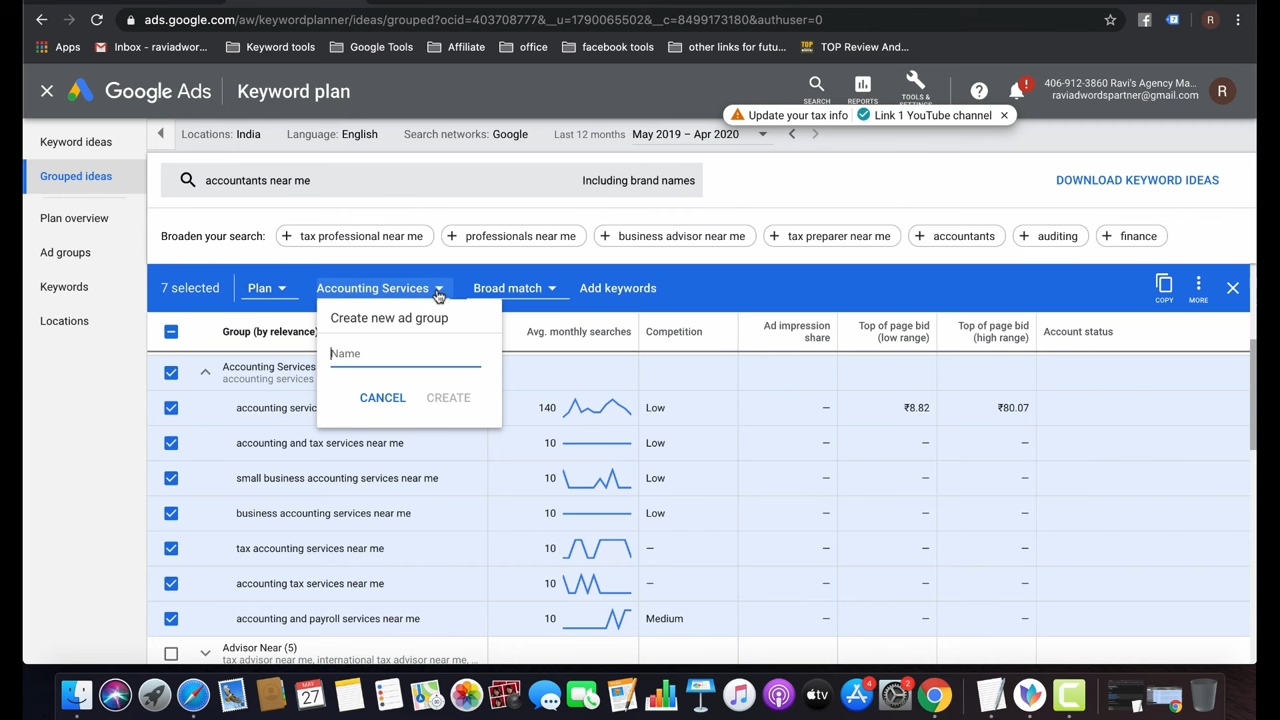 ads.google.com/aw/keywordplanner/ideas/grouped?ocid=403708777&__u=1790065502&__c=8499173180&authuser=0
R
Apps
Inbox - raviadwor...
Keyword tools
Google Tools
Affiliate
office
facebook tools
other links for futu...
TOP Review And...
Google Ads
Keyword plan
SEARCH
REPORTS
TOOLS &
SETTINGS
406-912-3860 Ravi's Agency Ma...
raviadwordspartner@gmail.com
R
Update your tax info
Link 1 YouTube channel
Keyword ideas
Grouped ideas
Plan overview
Ad groups
Keywords
Locations
Locations: India
Language: English
Search networks: Google
Last 12 months
May 2019 – Apr 2020
accountants near me
Including brand names
DOWNLOAD KEYWORD IDEAS
Broaden your search:
+ tax professional near me
+ professionals near me
+ business advisor near me
+ tax preparer near me
+ accountants
+ auditing
+ finance
7 selected
Plan
Accounting Services
Broad match
Add keywords
COPY
MORE
Create new ad group
Name
CANCEL
CREATE
Group (by relevance)
Avg. monthly searches
Competition
Ad impression share
Top of page bid (low range)
Top of page bid (high range)
Account status
Accounting Services
accounting services
accounting servic
140
Low
–
₹8.82
₹80.07
accounting and tax services near me
10
Low
–
–
–
small business accounting services near me
10
Low
–
–
–
business accounting services near me
10
Low
–
–
–
tax accounting services near me
10
–
–
–
–
accounting tax services near me
10
–
–
–
–
accounting and payroll services near me
10
Medium
–
–
–
Advisor Near (5)
tax advisor near me, international tax advisor near me, ...
MAY
27
tv
4
2